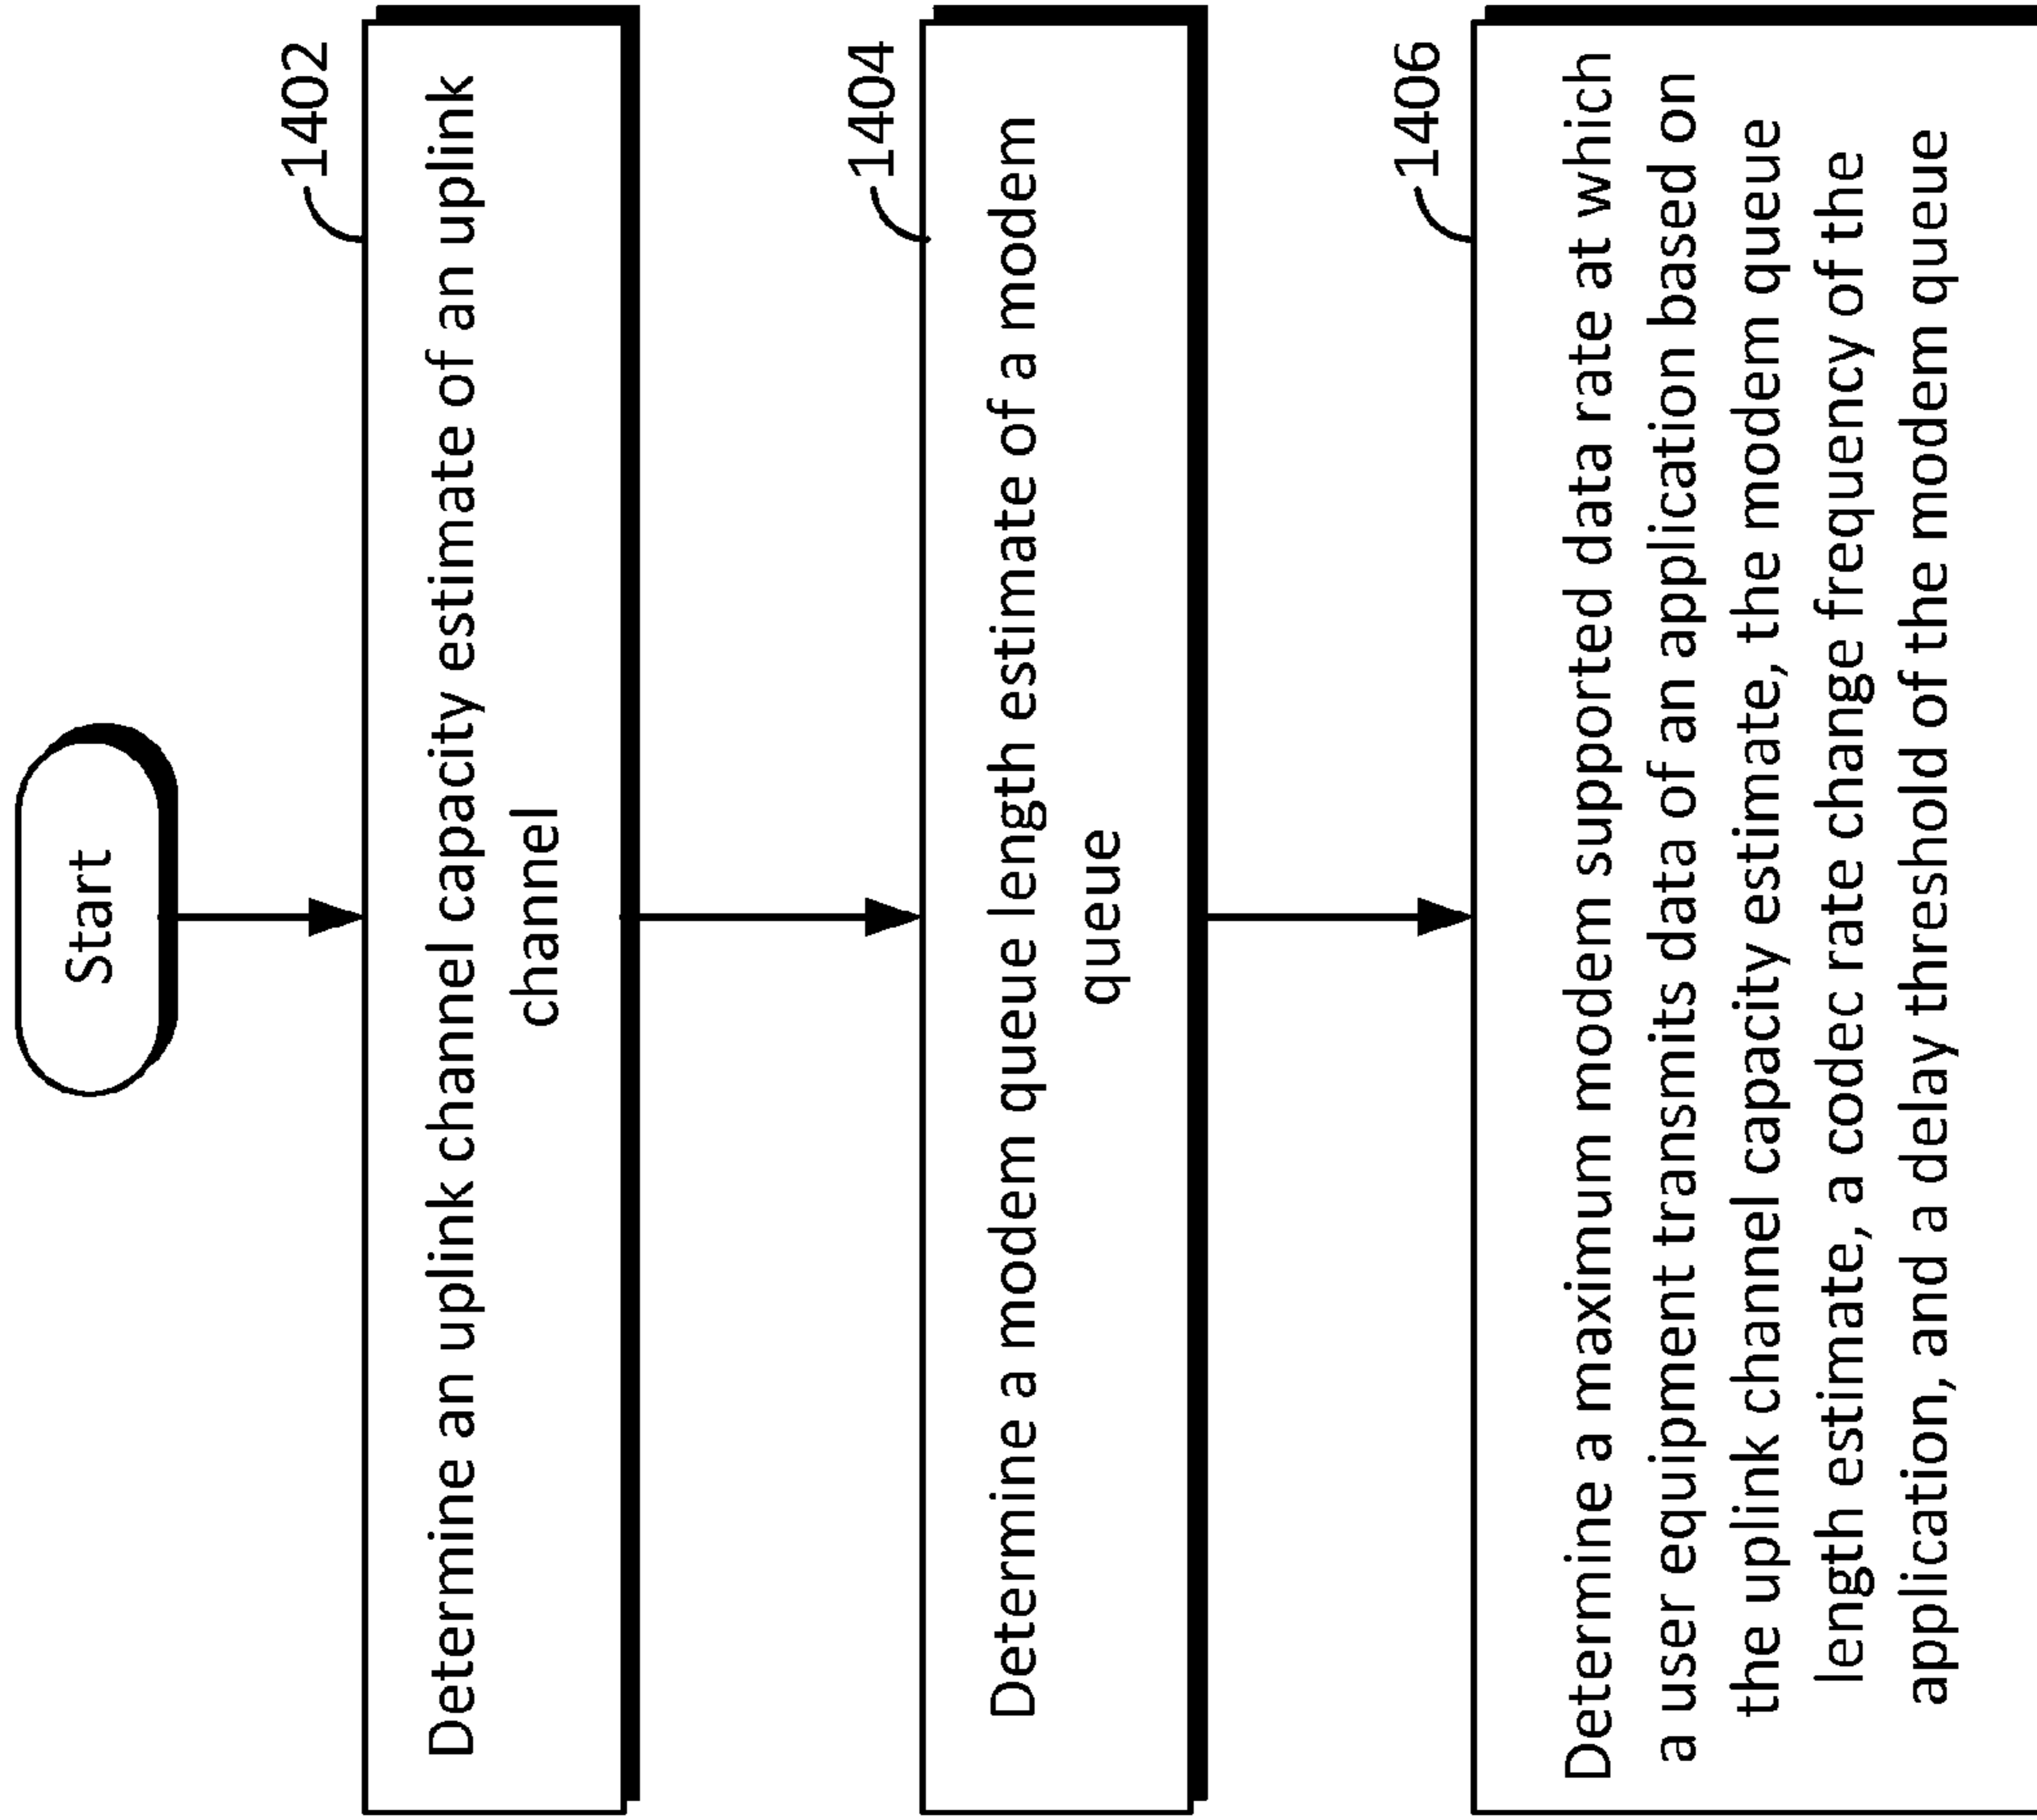 Start
1402
Determine an uplink channel capacity estimate of an uplink
channel
1404
Determine a modem queue length estimate of a modem
queue
1406
Determine a maximum modem supported data rate at which
a user equipment transmits data of an application based on
the uplink channel capacity estimate, the modem queue
length estimate, a codec rate change frequency of the
application, and a delay threshold of the modem queue